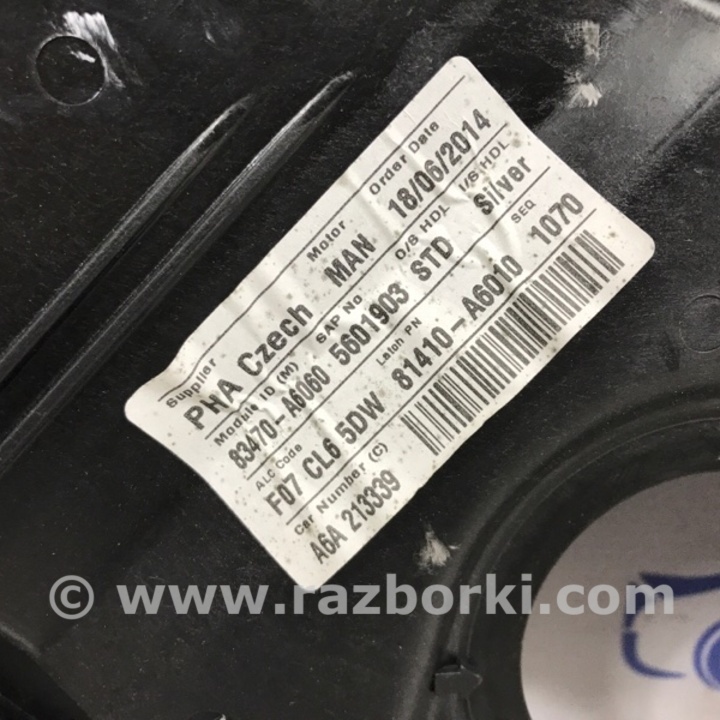 Supplier Motor Order Date
PHA Czech MAN 18/06/2014
Module ID (M) SAP No O/S HDL I/S HDL
83470-A6060 5601903 STD Silver
ALC Code Latch PN SEQ
F07 CL6 5DW 81410-A6010 1070
Car Number (C)
A6A 213339
© www.razborki.com